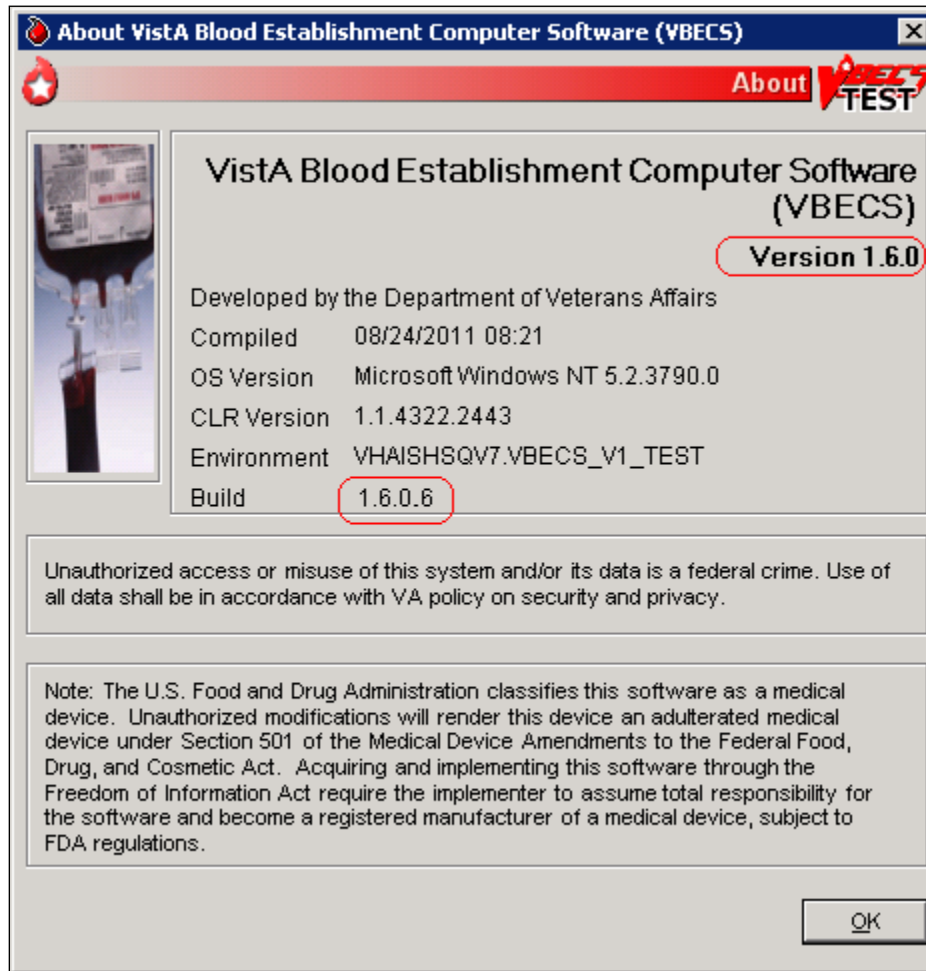 About VistA Blood Establishment Computer Software (VBECS)
About VBECS
TEST
VistA Blood Establishment Computer Software
(VBECS)
Version 1.6.0
Developed by the Department of Veterans Affairs
Compiled 08/24/2011 08:21
OS Version Microsoft Windows NT 5.2.3790.0
CLR Version 1.1.4322.2443
Environment VHAISHSQV7.VBECS_V1_TEST
Build 1.6.0.6
Unauthorized access or misuse of this system and/or its data is a federal crime. Use of
all data shall be in accordance with VA policy on security and privacy.
Note: The U.S. Food and Drug Administration classifies this software as a medical
device. Unauthorized modifications will render this device an adulterated medical
device under Section 501 of the Medical Device Amendments to the Federal Food,
Drug, and Cosmetic Act. Acquiring and implementing this software through the
Freedom of Information Act require the implementer to assume total responsibility for
the software and become a registered manufacturer of a medical device, subject to
FDA regulations.
OK